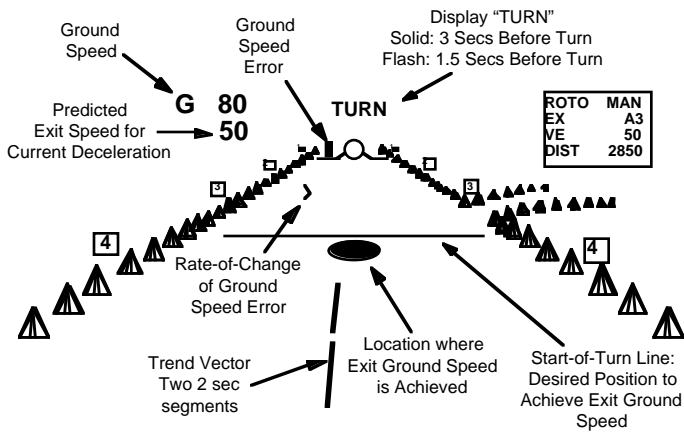 Ground
Speed
Ground
Speed
Error
Display “TURN”
Solid: 3 Secs Before Turn
Flash: 1.5 Secs Before Turn
G 80
50
TURN
Predicted
Exit Speed for
Current Deceleration
ROTO MAN
EX A3
VE 50
DIST 2850
3
3
4
4
Rate-of-Change
of Ground
Speed Error
Trend Vector
Two 2 sec
segments
Location where
Exit Ground Speed
is Achieved
Start-of-Turn Line:
Desired Position to
Achieve Exit Ground
Speed